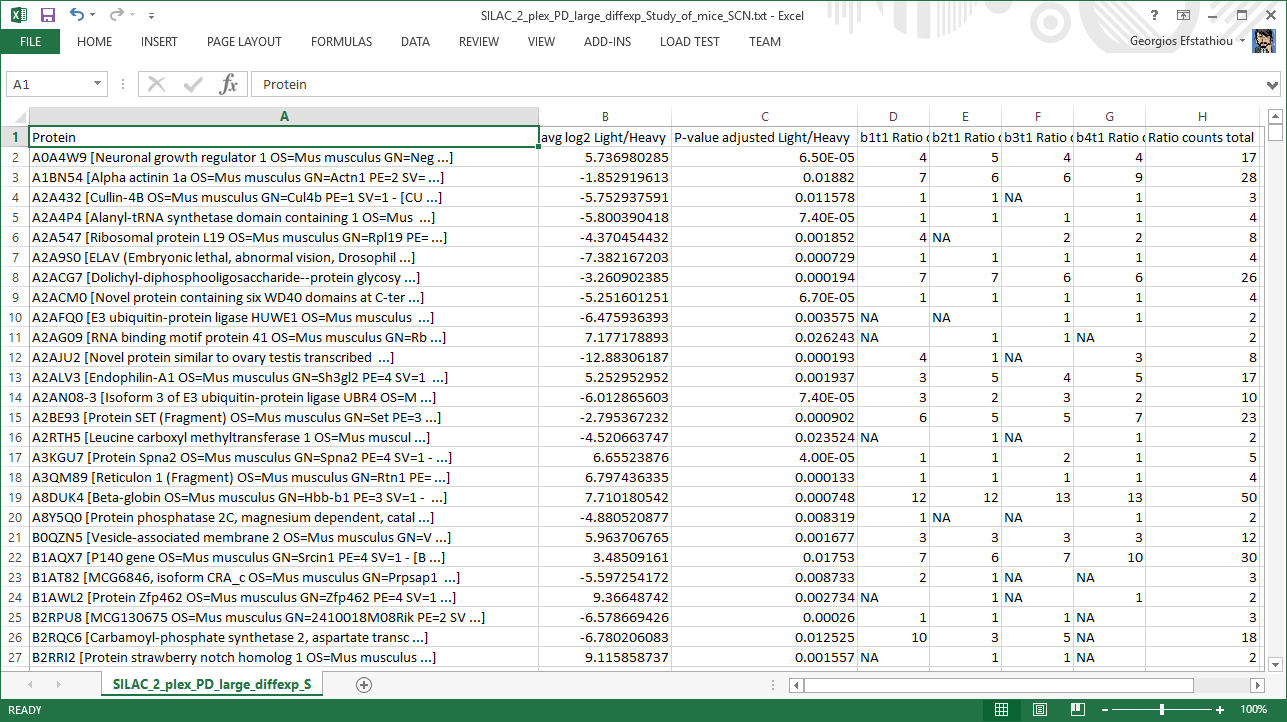 SILAC_2_plex_PD_large_diffexp_Study_of_mice_SCN.txt - Excel
FILE HOME INSERT PAGE LAYOUT FORMULAS DATA REVIEW VIEW ADD-INS LOAD TEST TEAM Georgios Efstathiou
A1 fx Protein
A B C D E F G H
1 Protein avg log2 Light/Heavy P-value adjusted Light/Heavy b1t1 Ratio c b2t1 Ratio c b3t1 Ratio c b4t1 Ratio c Ratio counts total
2 A0A4W9 [Neuronal growth regulator 1 OS=Mus musculus GN=Neg ...] 5.736980285 6.50E-05 4 5 4 4 17
3 A1BN54 [Alpha actinin 1a OS=Mus musculus GN=Actn1 PE=2 SV= ...] -1.852919613 0.01882 7 6 6 9 28
4 A2A432 [Cullin-4B OS=Mus musculus GN=Cul4b PE=1 SV=1 - [CU ...] -5.752937591 0.011578 1 1 NA 1 3
5 A2A4P4 [Alanyl-tRNA synthetase domain containing 1 OS=Mus ...] -5.800390418 7.40E-05 1 1 1 1 4
6 A2A547 [Ribosomal protein L19 OS=Mus musculus GN=Rpl19 PE= ...] -4.370454432 0.001852 4 NA 2 2 8
7 A2A9S0 [ELAV (Embryonic lethal, abnormal vision, Drosophil ...] -7.382167203 0.000729 1 1 1 1 4
8 A2ACG7 [Dolichyl-diphosphooligosaccharide--protein glycosy ...] -3.260902385 0.000194 7 7 6 6 26
9 A2ACM0 [Novel protein containing six WD40 domains at C-ter ...] -5.251601251 6.70E-05 1 1 1 1 4
10 A2AFQ0 [E3 ubiquitin-protein ligase HUWE1 OS=Mus musculus ...] -6.475936393 0.003575 NA NA 1 1 2
11 A2AG09 [RNA binding motif protein 41 OS=Mus musculus GN=Rb ...] 7.177178893 0.026243 NA 1 1 NA 2
12 A2AJU2 [Novel protein similar to ovary testis transcribed ...] -12.88306187 0.000193 4 1 NA 3 8
13 A2ALV3 [Endophilin-A1 OS=Mus musculus GN=Sh3gl2 PE=4 SV=1 ...] 5.252952952 0.001937 3 5 4 5 17
14 A2AN08-3 [Isoform 3 of E3 ubiquitin-protein ligase UBR4 OS=M ...] -6.012865603 7.40E-05 3 2 3 2 10
15 A2BE93 [Protein SET (Fragment) OS=Mus musculus GN=Set PE=3 ...] -2.795367232 0.000902 6 5 5 7 23
16 A2RTH5 [Leucine carboxyl methyltransferase 1 OS=Mus muscul ...] -4.520663747 0.023524 NA 1 NA 1 2
17 A3KGU7 [Protein Spna2 OS=Mus musculus GN=Spna2 PE=4 SV=1 - ...] 6.65523876 4.00E-05 1 1 2 1 5
18 A3QM89 [Reticulon 1 (Fragment) OS=Mus musculus GN=Rtn1 PE= ...] 6.797436335 0.000133 1 1 1 1 4
19 A8DUK4 [Beta-globin OS=Mus musculus GN=Hbb-b1 PE=3 SV=1 - ...] 7.710180542 0.000748 12 12 13 13 50
20 A8Y5Q0 [Protein phosphatase 2C, magnesium dependent, catal ...] -4.880520877 0.008319 1 NA NA 1 2
21 B0QZN5 [Vesicle-associated membrane 2 OS=Mus musculus GN=V ...] 5.963706765 0.001677 3 3 3 3 12
22 B1AQX7 [P140 gene OS=Mus musculus GN=Srcin1 PE=4 SV=1 - [B ...] 3.48509161 0.01753 7 6 7 10 30
23 B1AT82 [MCG6846, isoform CRA_c OS=Mus musculus GN=Prpsap1 ...] -5.597254172 0.008733 2 1 NA NA 3
24 B1AWL2 [Protein Zfp462 OS=Mus musculus GN=Zfp462 PE=4 SV=1 ...] 9.36648742 0.002734 NA 1 NA 1 2
25 B2RPU8 [MCG130675 OS=Mus musculus GN=2410018M08Rik PE=2 SV ...] -6.578669426 0.00026 1 1 1 NA 3
26 B2RQC6 [Carbamoyl-phosphate synthetase 2, aspartate transc ...] -6.780206083 0.012525 10 3 5 NA 18
27 B2RRI2 [Protein strawberry notch homolog 1 OS=Mus musculus ...] 9.115858737 0.001557 NA 1 1 NA 2
SILAC_2_plex_PD_large_diffexp_S
READY 100%